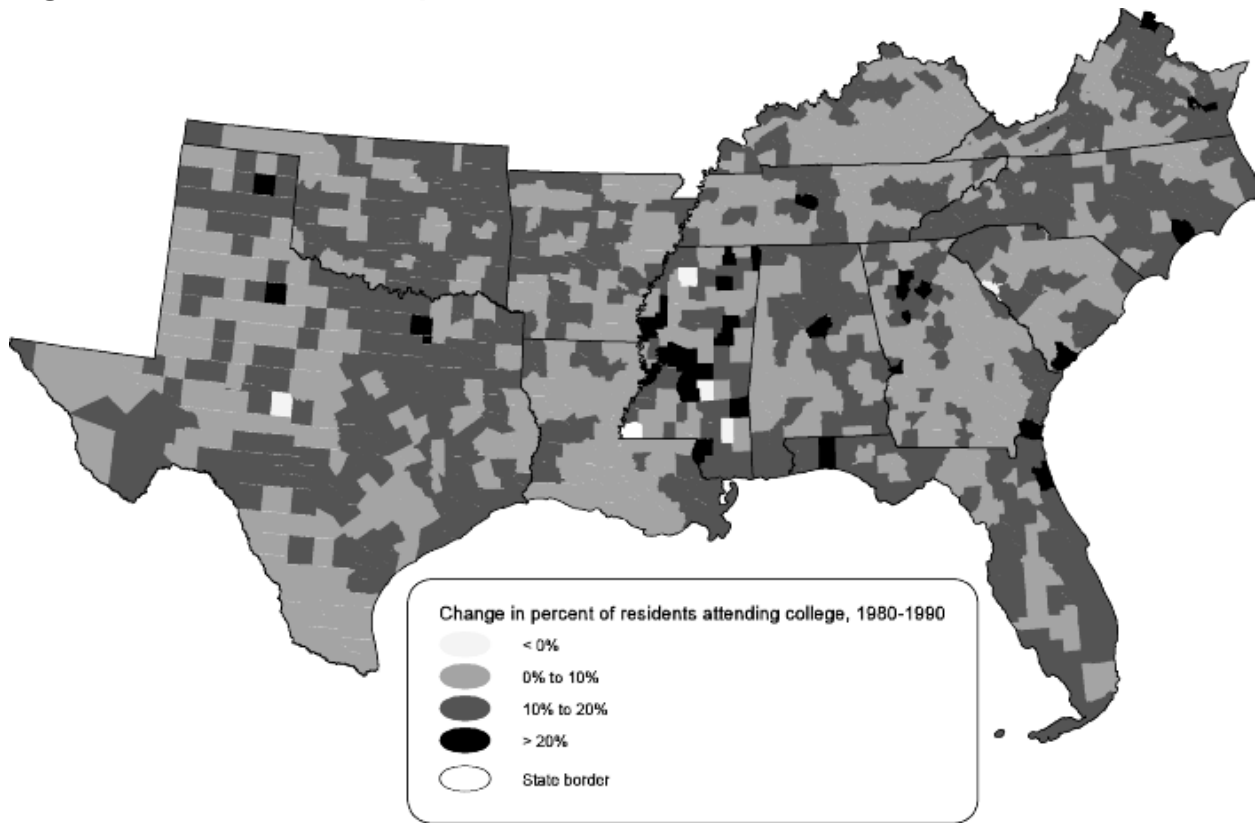 Change in percent of residents attending college, 1980-1990
< 0%
0% to 10%
10% to 20%
> 20%
State border